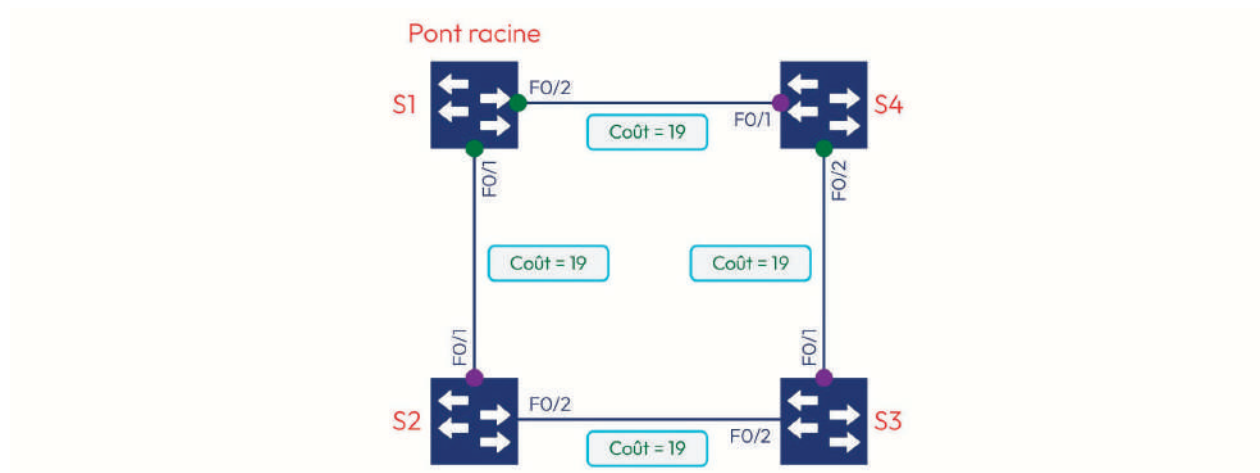 Pont racine
S1
F0/2
F0/1
S4
Coût = 19
F0/1
F0/2
Coût = 19
Coût = 19
F0/1
F0/1
S2
F0/2
F0/2
S3
Coût = 19